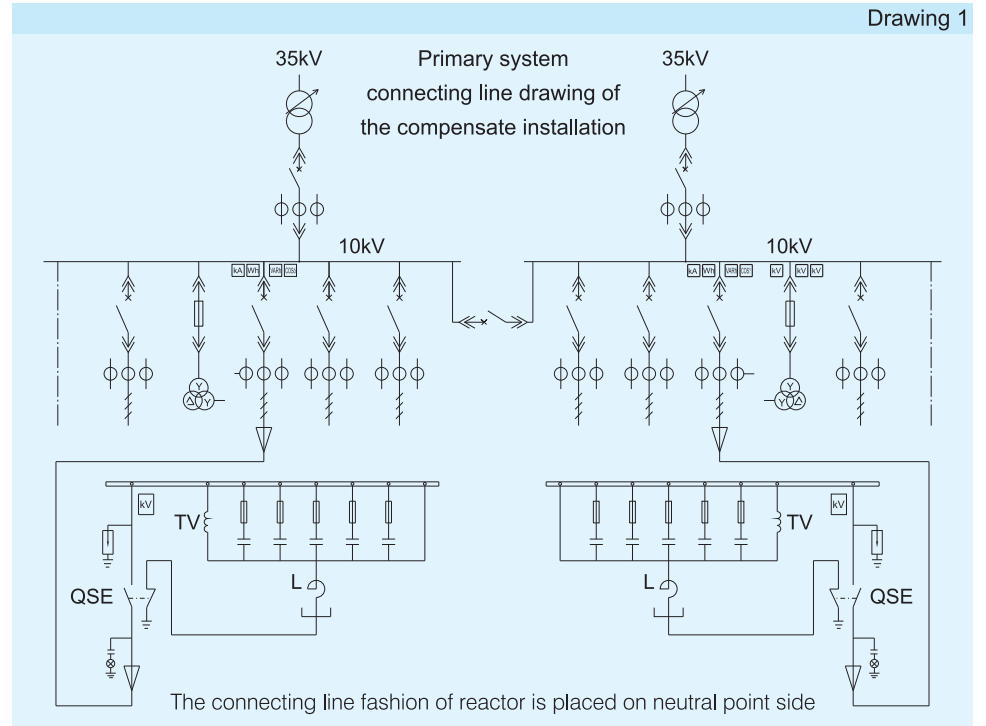 Drawing 1
35kV
Primary system
connecting line drawing of
the compensate installation
35kV
10kV
10kV
kA Wh VARh
kA Wh VARh
kV kV kV
Y
Y
Y
Y
kV
TV
L
QSE
kV
TV
L
QSE
The connecting line fashion of reactor is placed on neutral point side